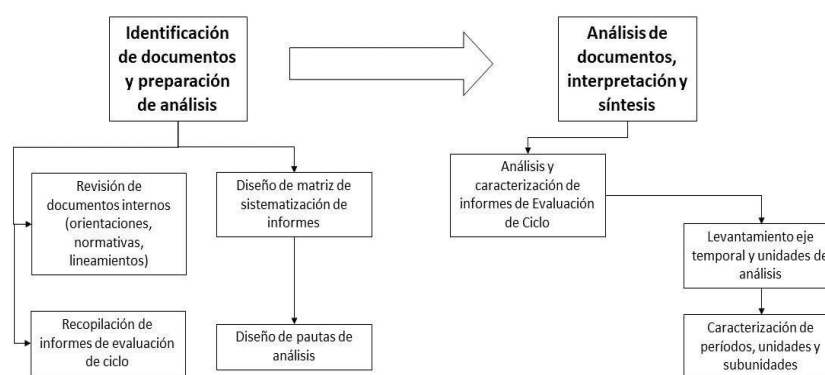 Identificación
de documentos
y preparación
de análisis
Análisis de
documentos,
interpretación y
síntesis
Revisión de
documentos internos
(orientaciones,
normativas,
lineamientos)
Diseño de matriz de
sistematización de
informes
Análisis y
caracterización de
informes de Evaluación
de Ciclo
Levantamiento eje
temporal y unidades de
análisis
Recopilación de
informes de evaluación
de ciclo
Diseño de pautas de
análisis
Caracterización de
períodos, unidades y
subunidades